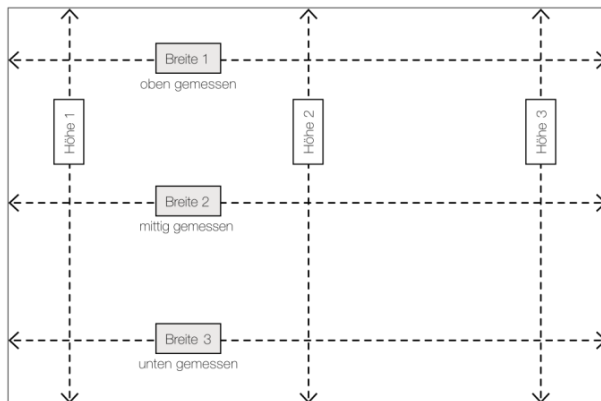 Breite 1
oben gemessen
Höhe 1
Höhe 2
Höhe 3
Breite 2
mittig gemessen
Breite 3
unten gemessen